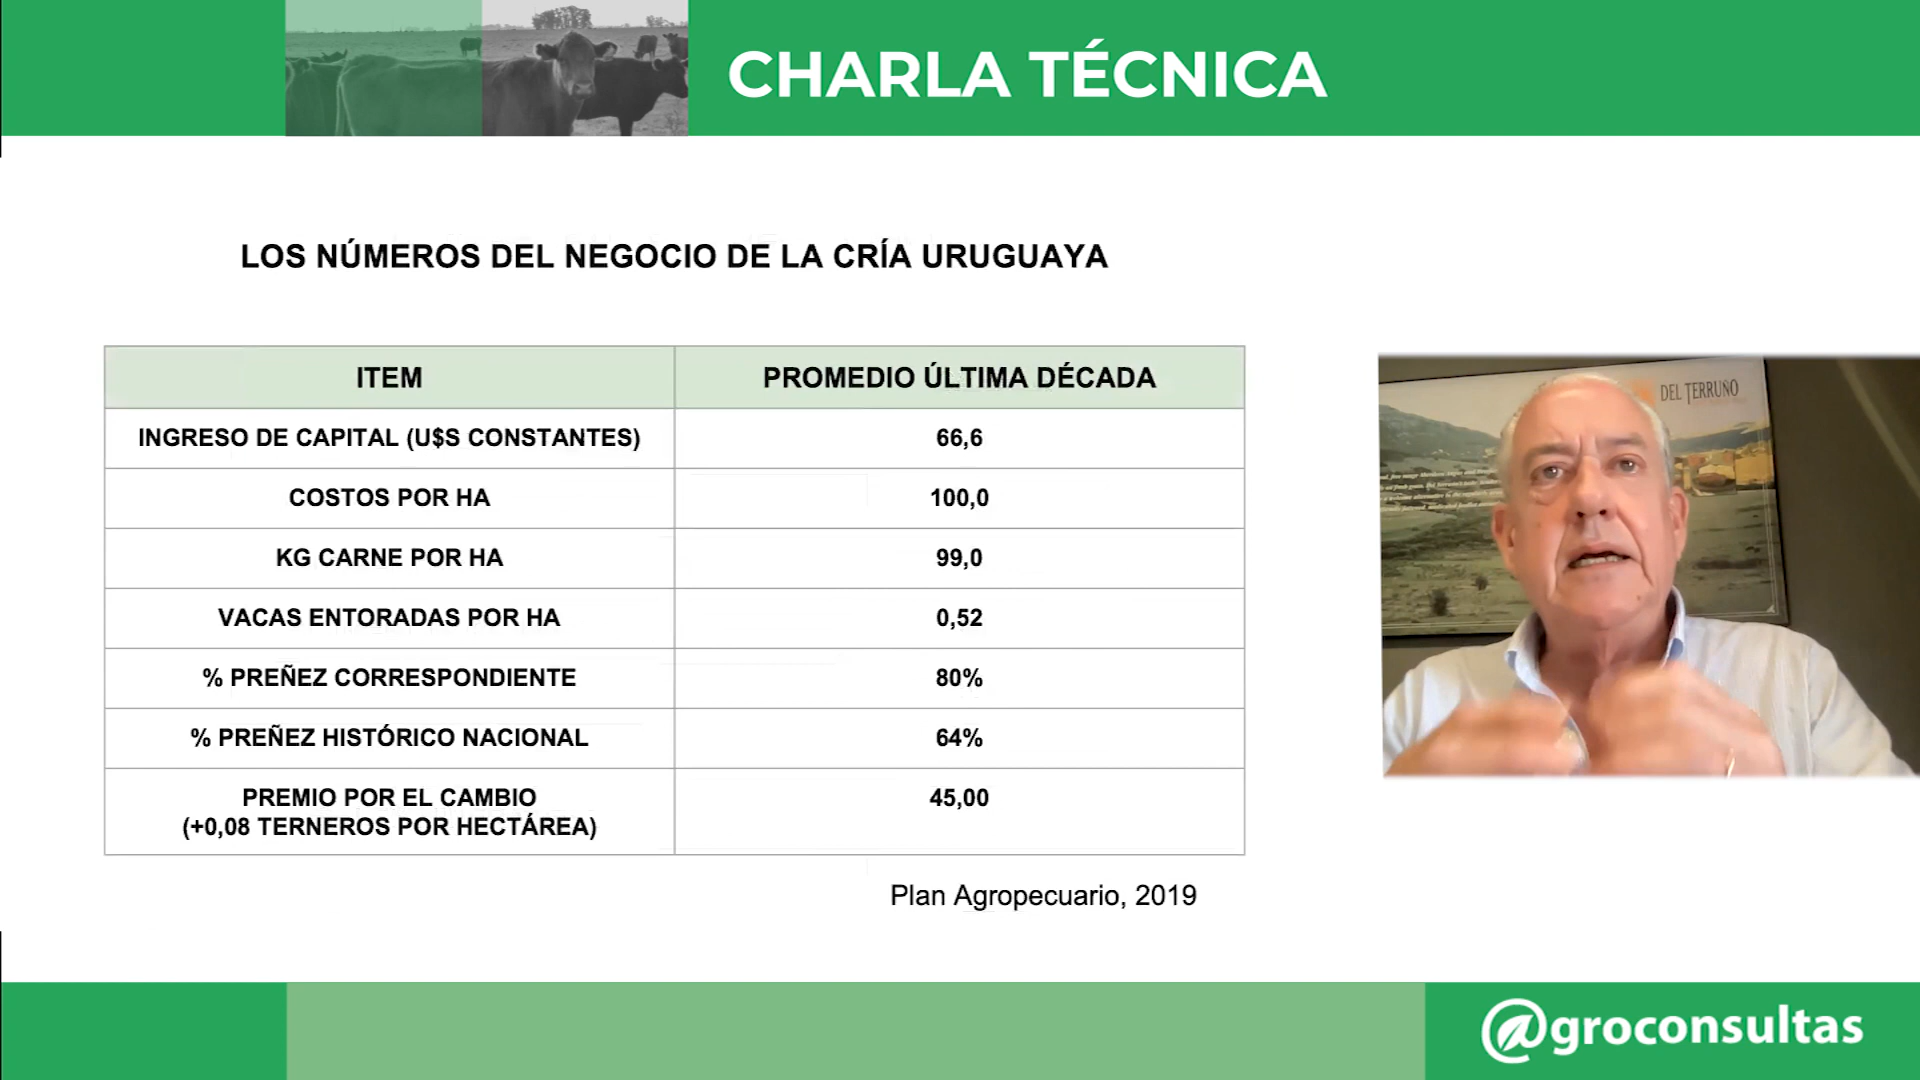 CHARLA TÉCNICA
LOS NÚMEROS DEL NEGOCIO DE LA CRÍA URUGUAYA
ITEM
PROMEDIO ÚLTIMA DÉCADA
INGRESO DE CAPITAL (U$S CONSTANTES)
66,6
COSTOS POR HA
100,0
KG CARNE POR HA
99,0
VACAS ENTORADAS POR HA
0,52
% PREÑEZ CORRESPONDIENTE
80%
% PREÑEZ HISTÓRICO NACIONAL
64%
PREMIO POR EL CAMBIO
(+0,08 TERNEROS POR HECTÁREA)
45,00
Plan Agropecuario, 2019
DEL TERRUÑO
@groconsultas